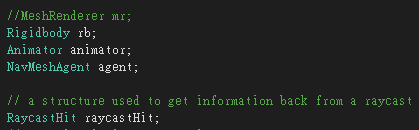 //MeshRenderer mr;
Rigidbody rb;
Animator animator;
NavMeshAgent agent;
// a structure used to get information back from a raycast
RaycastHit raycastHit;